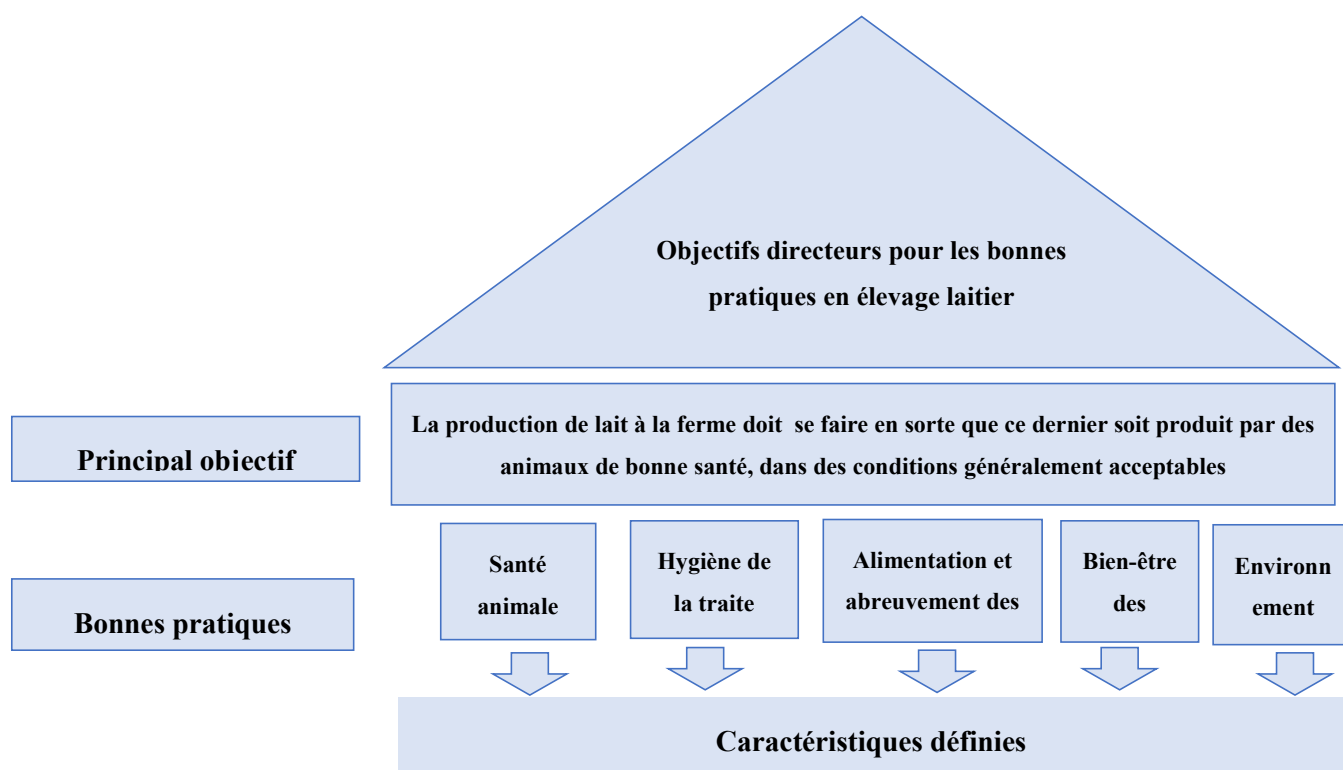 Objectifs directeurs pour les bonnes
pratiques en élevage laitier
La production de lait à la ferme doit se faire en sorte que ce dernier soit produit par des
animaux de bonne santé, dans des conditions généralement acceptables
Principal objectif
Santé
animale
Hygiène de
la traite
Alimentation et
abreuvement des
Bien-être
des
Environn
ement
Bonnes pratiques
Caractéristiques définies